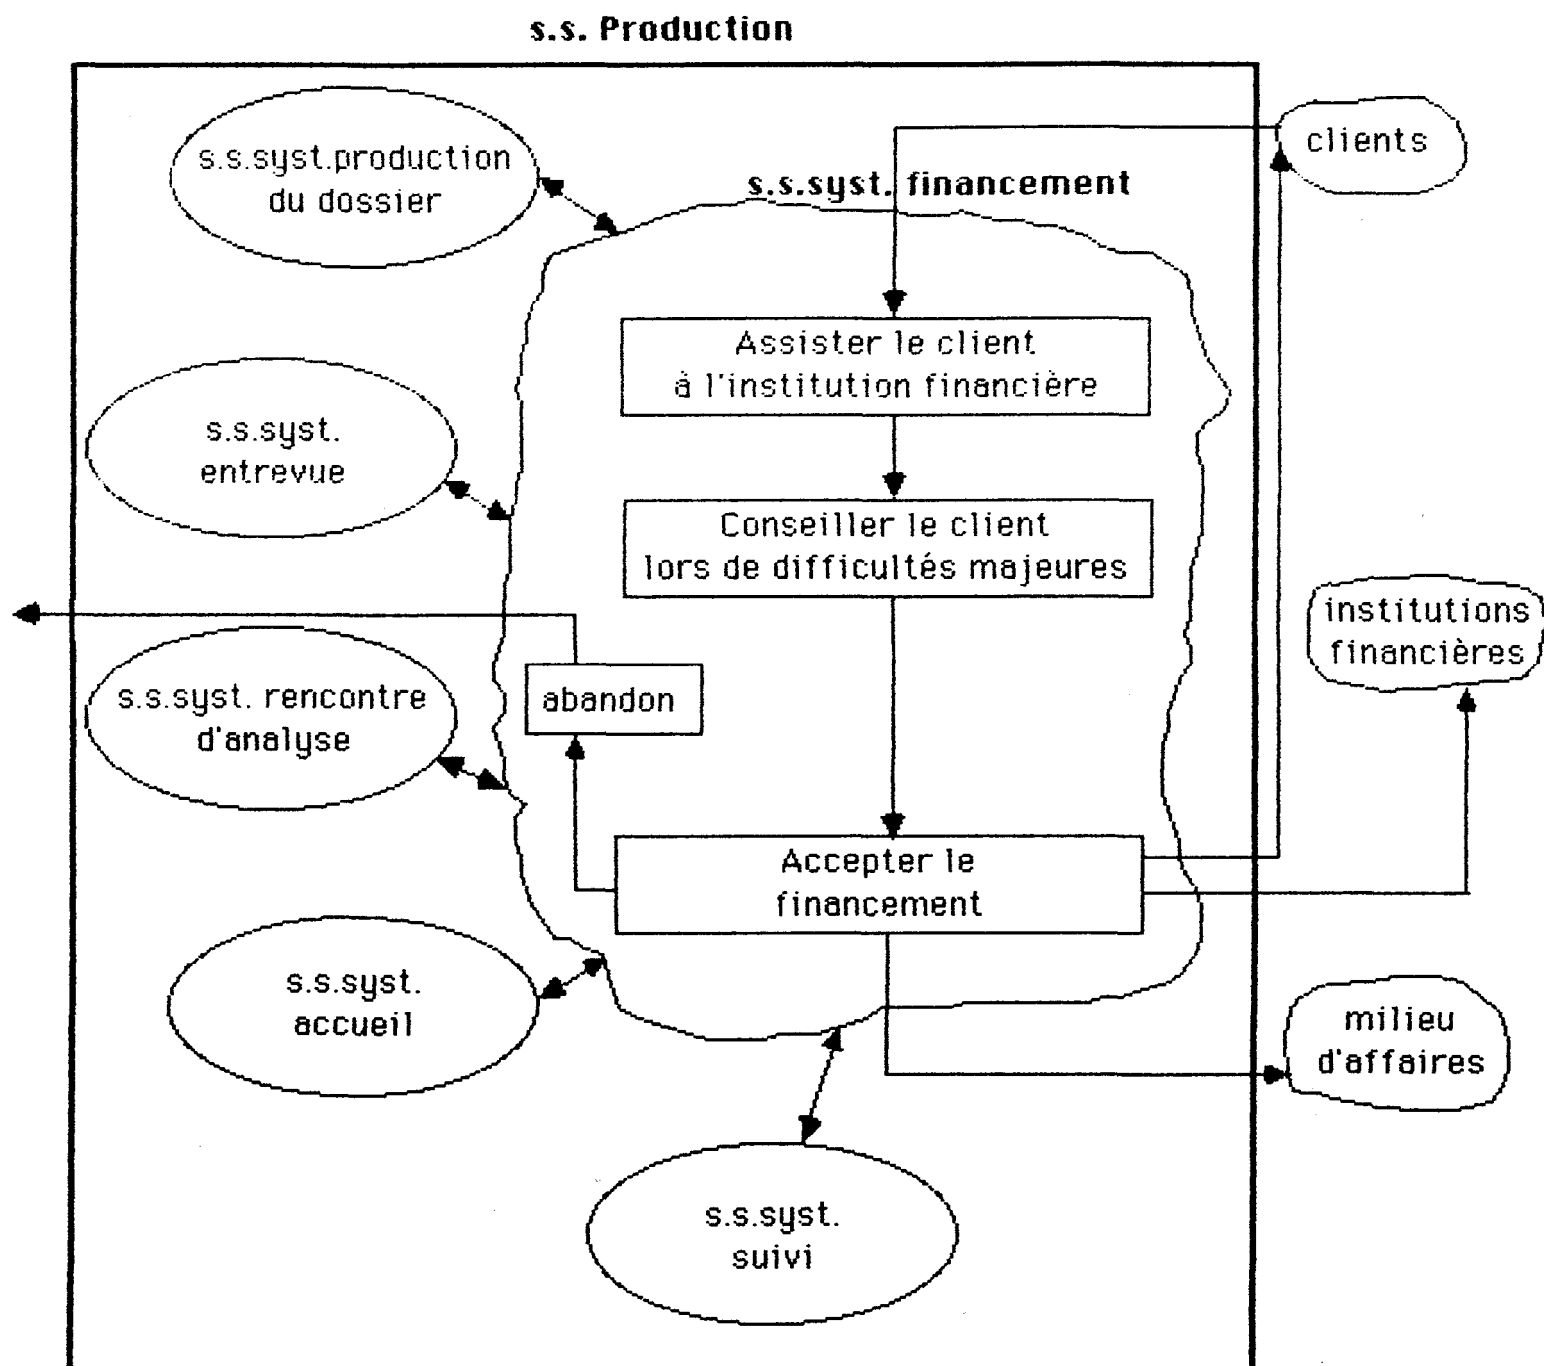 s.s. Production
s.s.syst.production
du dossier
clients
s.s.syst. financement
Assister le client
à l'institution financière
s.s.syst.
entrevue
Conseiller le client
lors de difficultés majeures
institutions
financières
s.s.syst. rencontre
d'analyse
abandon
Accepter le
financement
s.s.syst.
accueil
milieu
d'affaires
s.s.syst.
suivi